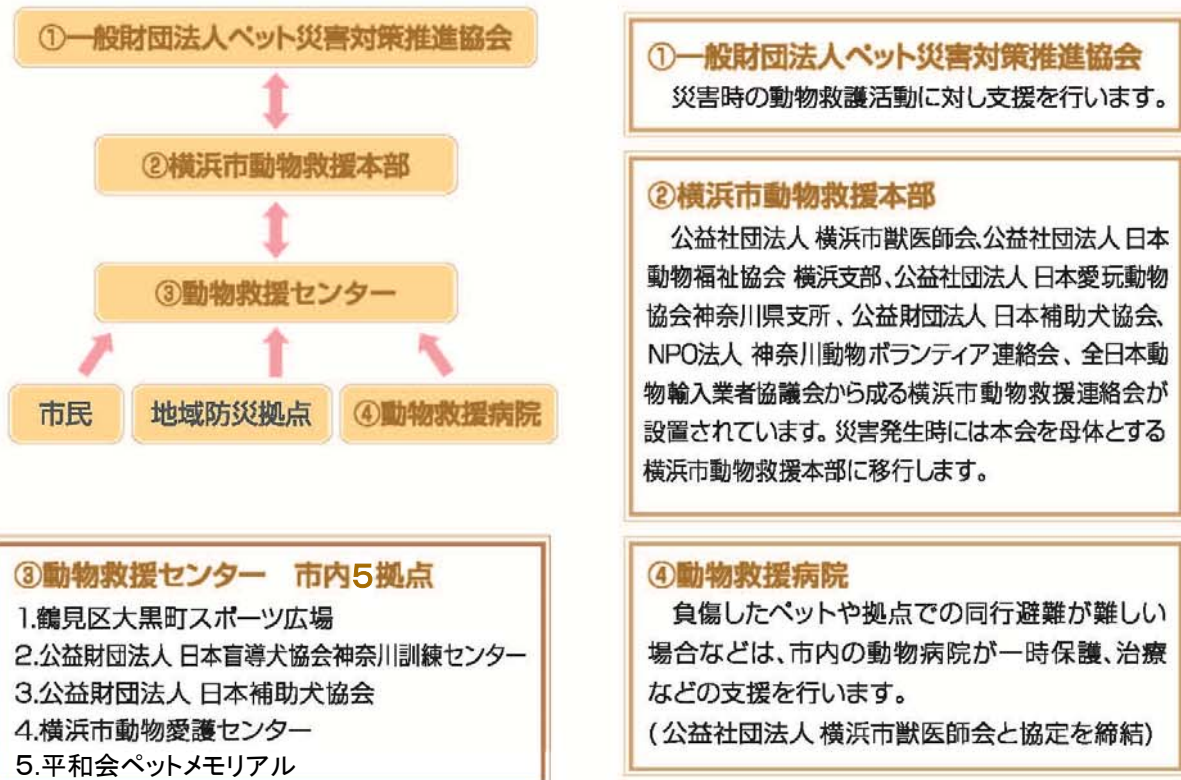 ①一般財団法人ペット災害対策推進協会
②横浜市動物救援本部
③動物救援センター
市民
地域防災拠点
④動物救援病院
③動物救援センター 市内5拠点
1.鶴見区大黒町スポーツ広場
2.公益財団法人 日本盲導犬協会神奈川訓練センター
3.公益財団法人 日本補助犬協会
4.横浜市動物愛護センター
5.平和会ペットメモリアル
①一般財団法人ペット災害対策推進協会
災害時の動物救護活動に対し支援を行います。
②横浜市動物救援本部
公益社団法人 横浜市獣医師会、公益社団法人 日本
動物福祉協会 横浜支部、公益社団法人 日本愛玩動物
協会神奈川県支所、公益財団法人 日本補助犬協会、
NPO法人 神奈川動物ボランティア連絡会、全日本動
物輸入業者協議会から成る横浜市動物救援連絡会が
設置されています。災害発生時には本会を母体とする
横浜市動物救援本部に移行します。
④動物救援病院
負傷したペットや拠点での同行避難が難しい
場合などは、市内の動物病院が一時保護、治療
などの支援を行います。
(公益社団法人 横浜市獣医師会と協定を締結)